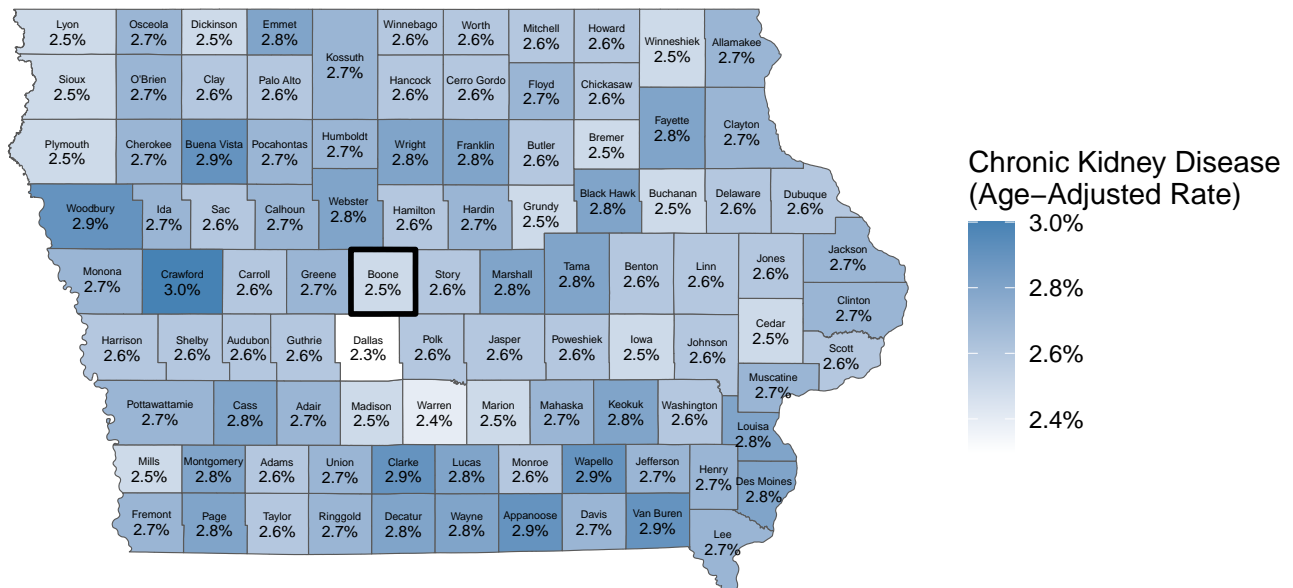 Lyon
2.5%
Osceola
2.7%
Dickinson
2.5%
Emmet
2.8%
Kossuth
2.7%
Winnebago
2.6%
Worth
2.6%
Mitchell
2.6%
Howard
2.6%
Winneshiek
2.5%
Allamakee
2.7%
Sioux
2.5%
O'Brien
2.7%
Clay
2.6%
Palo Alto
2.6%
Hancock
2.6%
Cerro Gordo
2.6%
Floyd
2.7%
Chickasaw
2.6%
Fayette
2.8%
Clayton
2.7%
Plymouth
2.5%
Cherokee
2.7%
Buena Vista
2.9%
Pocahontas
2.7%
Humboldt
2.7%
Wright
2.8%
Franklin
2.8%
Butler
2.6%
Bremer
2.5%
Woodbury
2.9%
Ida
2.7%
Sac
2.6%
Calhoun
2.7%
Webster
2.8%
Hamilton
2.6%
Hardin
2.7%
Grundy
2.5%
Black Hawk
2.8%
Buchanan
2.5%
Delaware
2.6%
Dubuque
2.6%
Monona
2.7%
Crawford
3.0%
Carroll
2.6%
Greene
2.7%
Boone
2.5%
Story
2.6%
Marshall
2.8%
Tama
2.8%
Benton
2.6%
Linn
2.6%
Jones
2.6%
Jackson
2.7%
Clinton
2.7%
Harrison
2.6%
Shelby
2.6%
Audubon
2.6%
Guthrie
2.6%
Dallas
2.3%
Polk
2.6%
Jasper
2.6%
Poweshiek
2.6%
Iowa
2.5%
Johnson
2.6%
Cedar
2.5%
Scott
2.6%
Muscatine
2.7%
Pottawattamie
2.7%
Cass
2.8%
Adair
2.7%
Madison
2.5%
Warren
2.4%
Marion
2.5%
Mahaska
2.7%
Keokuk
2.8%
Washington
2.6%
Louisa
2.8%
Mills
2.5%
Montgomery
2.8%
Adams
2.6%
Union
2.7%
Clarke
2.9%
Lucas
2.8%
Monroe
2.6%
Wapello
2.9%
Jefferson
2.7%
Henry
2.7%
Des Moines
2.8%
Fremont
2.7%
Page
2.8%
Taylor
2.6%
Ringgold
2.7%
Decatur
2.8%
Wayne
2.8%
Appanoose
2.9%
Davis
2.7%
Van Buren
2.9%
Lee
2.7%
Chronic Kidney Disease
(Age−Adjusted Rate)
3.0%
2.8%
2.6%
2.4%